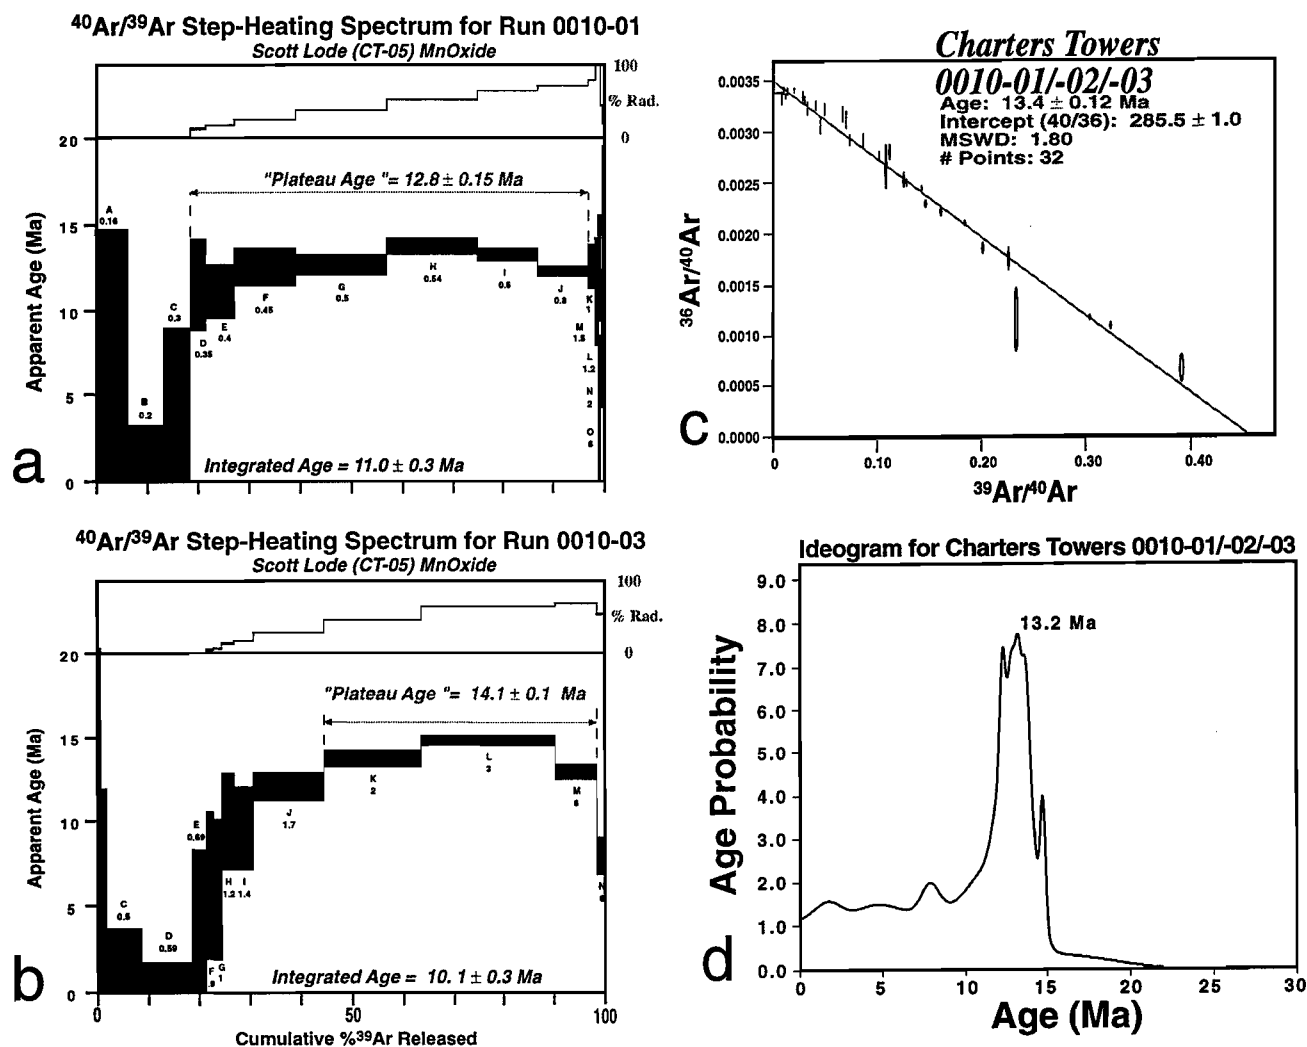 40Ar/39Ar Step-Heating Spectrum for Run 0010-01
Scott Lode (CT-05) MnOxide
100
% Rad.
0
20
15
10
5
0
Apparent Age (Ma)
"Plateau Age "= 12.8 ± 0.15 Ma
A
0.16
B
0.2
C
0.3
D
0.35
E
0.4
F
0.45
G
0.5
H
0.54
I
0.6
J
0.8
K
1
M
1.5
L
1.2
N
2
O
6
Integrated Age = 11.0 ± 0.3 Ma
a
40Ar/39Ar Step-Heating Spectrum for Run 0010-03
Scott Lode (CT-05) MnOxide
100
% Rad.
0
20
15
10
5
0
Apparent Age (Ma)
"Plateau Age "= 14.1 ± 0.1 Ma
C
0.5
D
0.59
E
0.69
F
.9
G
1
H
1.2
I
1.4
J
1.7
K
2
L
3
M
6
N
Integrated Age = 10. 1 ± 0.3 Ma
b
0
50
100
Cumulative %39Ar Released
Charters Towers
0010-01/-02/-03
Age: 13.4 ± 0.12 Ma
Intercept (40/36): 285.5 ± 1.0
MSWD: 1.80
# Points: 32
0.0035
0.0030
0.0025
0.0020
0.0015
0.0010
0.0005
0.0000
36Ar/40Ar
0
0.10
0.20
0.30
0.40
39Ar/40Ar
c
Ideogram for Charters Towers 0010-01/-02/-03
9.0
8.0
7.0
6.0
5.0
4.0
3.0
2.0
1.0
0.0
Age Probability
13.2 Ma
0
5
10
15
20
25
30
Age (Ma)
d